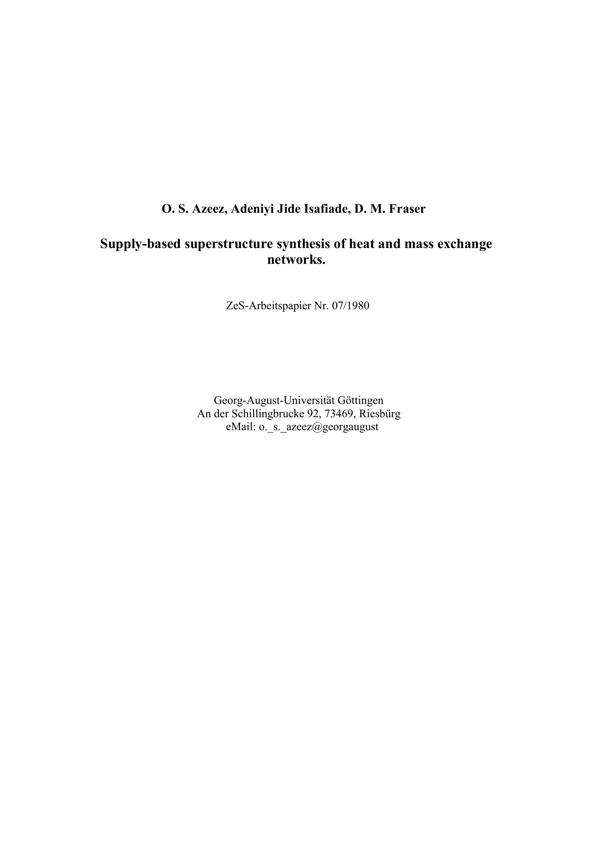 O. S. Azeez, Adeniyi Jide Isafiade, D. M. Fraser
Supply-based superstructure synthesis of heat and mass exchange
networks.
ZeS-Arbeitspapier Nr. 07/1980
Georg-August-Universität Göttingen
An der Schillingbrucke 92, 73469, Riesbürg
eMail: o._s._azeez@georgaugust